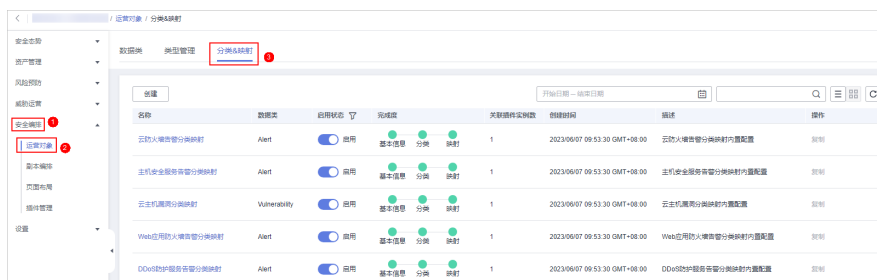 / 运营对象 / 分类&映射
安全态势
资产管理
风险预防
威胁运营
安全编排 1
运营对象 2
剧本编排
页面布局
插件管理
设置
数据类 类型管理 分类&映射 3
创建 开始日期 – 结束日期
名称 数据类 启用状态 完成度 关联插件实例数 创建时间 描述 操作
云防火墙告警分类映射 Alert 启用 基本信息 分类 映射 1 2023/06/07 09:53:30 GMT+08:00 云防火墙告警分类映射内置配置 复制
主机安全服务告警分类映射 Alert 启用 基本信息 分类 映射 1 2023/06/07 09:53:30 GMT+08:00 主机安全服务告警分类映射内置配置 复制
云主机漏洞分类映射 Vulnerability 启用 基本信息 分类 映射 1 2023/06/07 09:53:30 GMT+08:00 云主机漏洞分类映射内置配置 复制
Web应用防火墙告警分类映射 Alert 启用 基本信息 分类 映射 1 2023/06/07 09:53:30 GMT+08:00 Web应用防火墙告警分类映射内置配置 复制
DDoS防护服务告警分类映射 Alert 启用 基本信息 分类 映射 1 2023/06/07 09:53:30 GMT+08:00 DDoS防护服务告警分类映射内置配置 复制